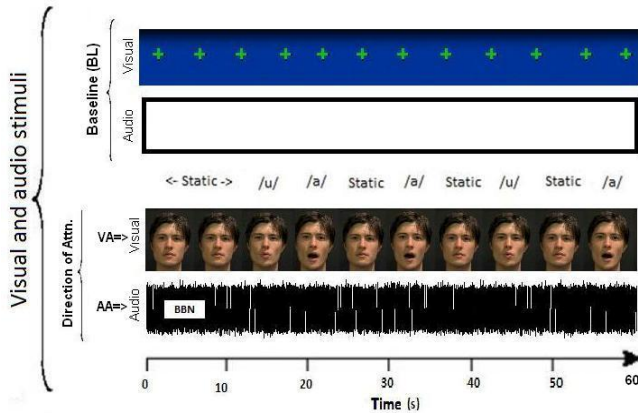 Visual and audio stimuli
Baseline (BL)
Visual
Audio
<- Static -> /u/ /a/ Static /a/ Static /u/ Static /a/
Direction of Attn.
VA=> Visual
AA=> Audio
BBN
0 10 20 30 40 50 60
Time (s)